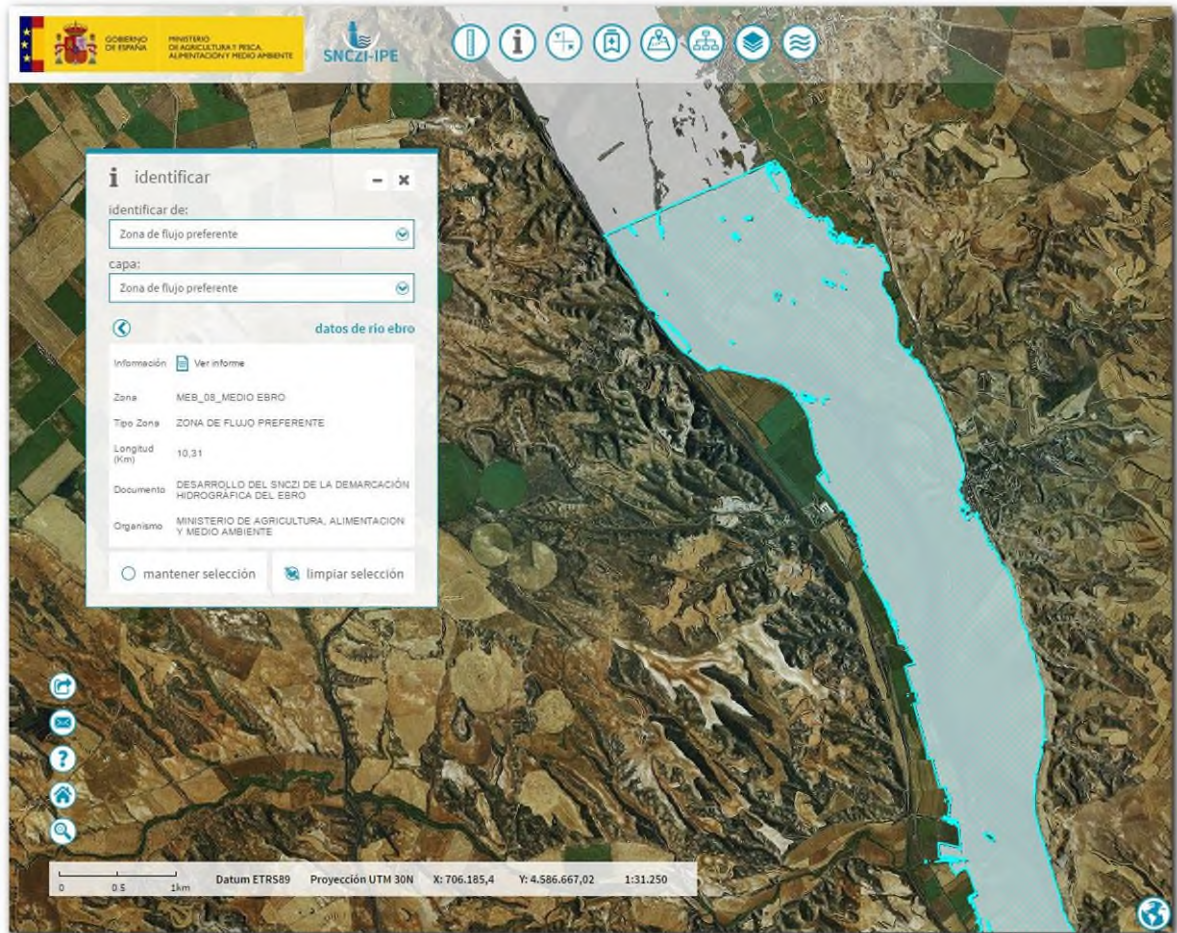 GOBIERNO
DE ESPAÑA
MINISTERIO
DE AGRICULTURA Y PESCA,
ALIMENTACIÓN Y MEDIO AMBIENTE
SNCZI-IPE
i identificar
identificar de:
Zona de flujo preferente
capa:
Zona de flujo preferente
datos de rio ebro
Información Ver informe
Zona MEB_08_MEDIO EBRO
Tipo Zona ZONA DE FLUJO PREFERENTE
Longitud
(Km) 10,31
Documento DESARROLLO DEL SNCZI DE LA DEMARCACIÓN
HIDROGRÁFICA DEL EBRO
Organismo MINISTERIO DE AGRICULTURA, ALIMENTACION
Y MEDIO AMBIENTE
mantener selección limpiar selección
?
0 0.5 1km Datum ETRS89 Proyección UTM 30N X: 706.185,4 Y: 4.586.667,02 1:31.250